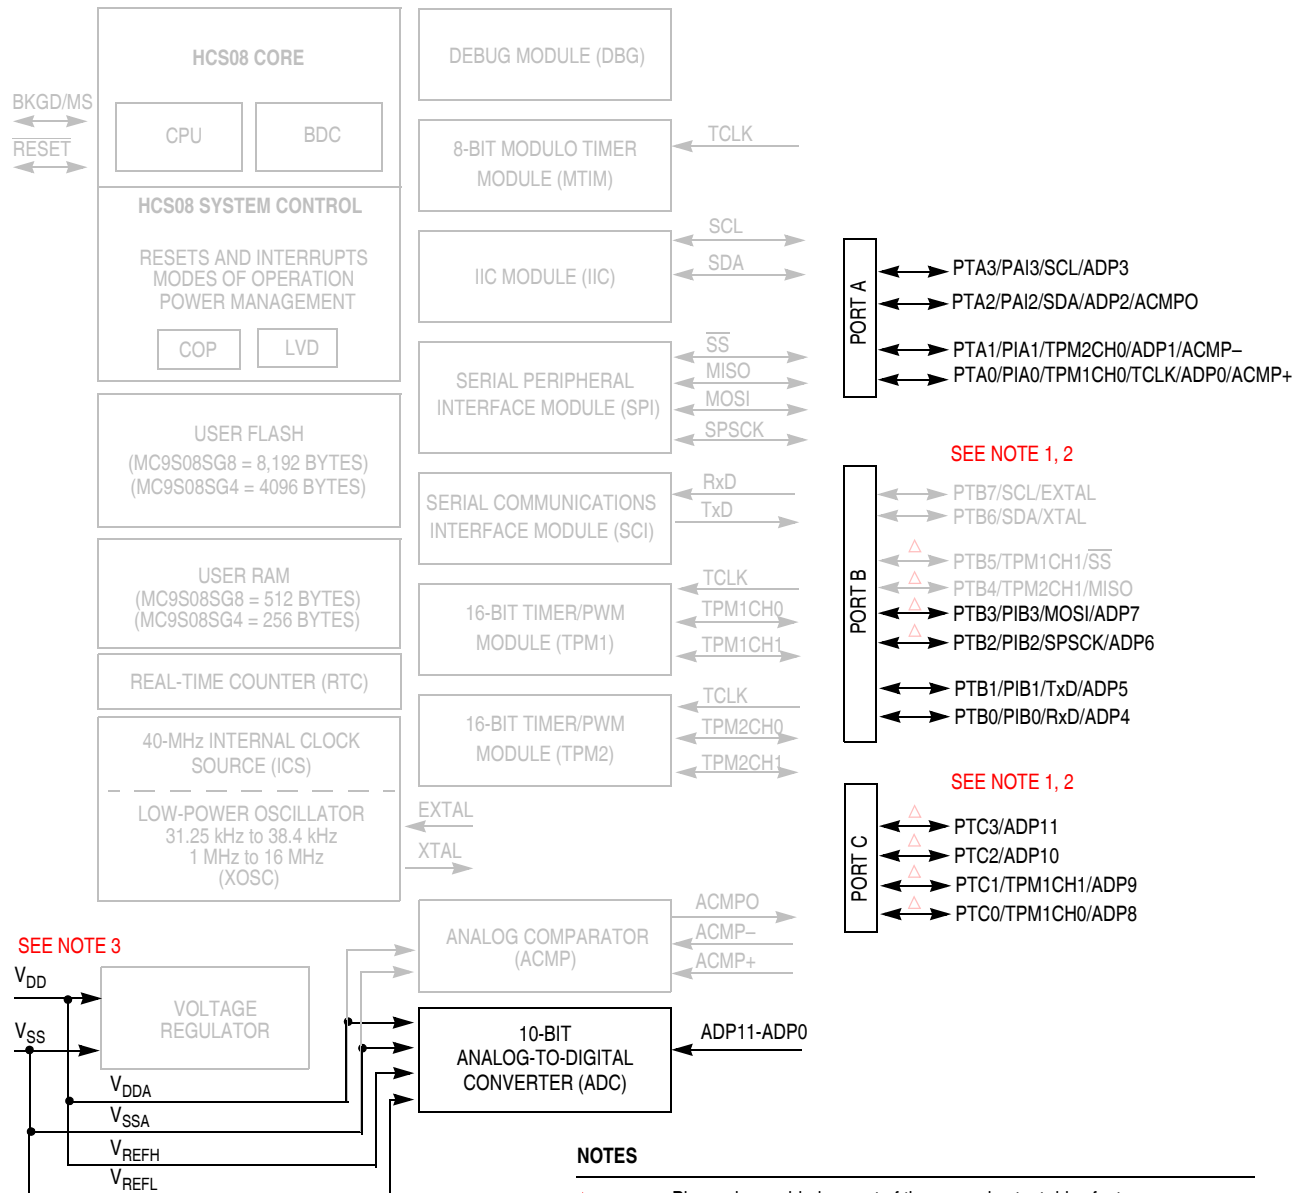 HCS08 CORE
CPU
BDC
BKGD/MS
RESET
HCS08 SYSTEM CONTROL
RESETS AND INTERRUPTS
MODES OF OPERATION
POWER MANAGEMENT
COP
LVD
USER FLASH
(MC9S08SG8 = 8,192 BYTES)
(MC9S08SG4 = 4096 BYTES)
USER RAM
(MC9S08SG8 = 512 BYTES)
(MC9S08SG4 = 256 BYTES)
REAL-TIME COUNTER (RTC)
40-MHz INTERNAL CLOCK
SOURCE (ICS)
LOW-POWER OSCILLATOR
31.25 kHz to 38.4 kHz
1 MHz to 16 MHz
(XOSC)
EXTAL
XTAL
SEE NOTE 3
VDD
VSS
VOLTAGE
REGULATOR
VDDA
VSSA
VREFH
VREFL
DEBUG MODULE (DBG)
8-BIT MODULO TIMER
MODULE (MTIM)
TCLK
IIC MODULE (IIC)
SCL
SDA
SERIAL PERIPHERAL
INTERFACE MODULE (SPI)
SS
MISO
MOSI
SPSCK
SERIAL COMMUNICATIONS
INTERFACE MODULE (SCI)
RxD
TxD
16-BIT TIMER/PWM
MODULE (TPM1)
TCLK
TPM1CH0
TPM1CH1
16-BIT TIMER/PWM
MODULE (TPM2)
TCLK
TPM2CH0
TPM2CH1
ANALOG COMPARATOR
(ACMP)
ACMPO
ACMP–
ACMP+
10-BIT
ANALOG-TO-DIGITAL
CONVERTER (ADC)
ADP11-ADP0
PORT A
PTA3/PAI3/SCL/ADP3
PTA2/PAI2/SDA/ADP2/ACMPO
PTA1/PIA1/TPM2CH0/ADP1/ACMP–
PTA0/PIA0/TPM1CH0/TCLK/ADP0/ACMP+
SEE NOTE 1, 2
PORT B
PTB7/SCL/EXTAL
PTB6/SDA/XTAL
PTB5/TPM1CH1/SS
PTB4/TPM2CH1/MISO
PTB3/PIB3/MOSI/ADP7
PTB2/PIB2/SPSCK/ADP6
PTB1/PIB1/TxD/ADP5
PTB0/PIB0/RxD/ADP4
SEE NOTE 1, 2
PORT C
PTC3/ADP11
PTC2/ADP10
PTC1/TPM1CH1/ADP9
PTC0/TPM1CH0/ADP8
NOTES